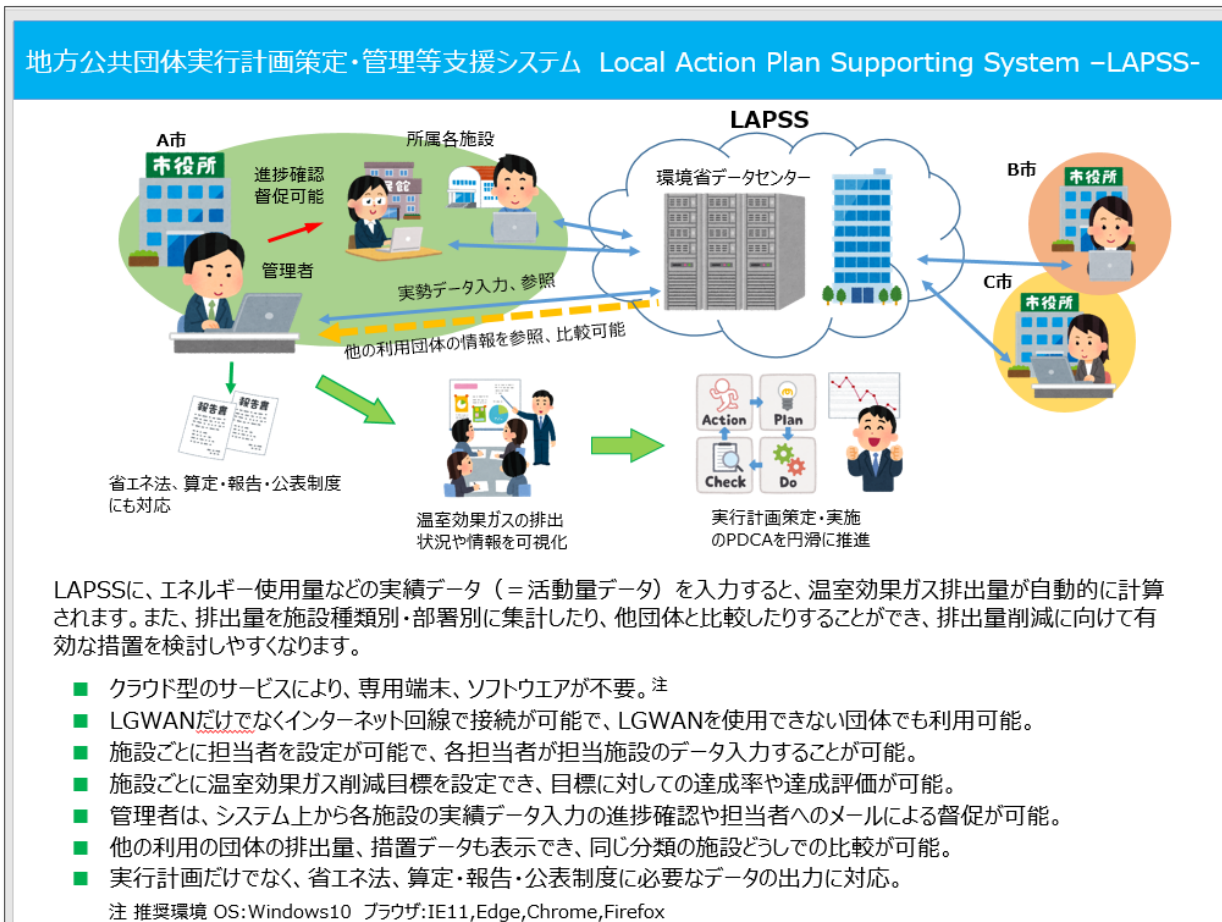 地方公共団体実行計画策定・管理等支援システム Local Action Plan Supporting System –LAPSS-
LAPSS
A市
所属各施設
市役所
進捗確認
督促可能
館
環境省データセンター
B市
市役所
管理者
実勢データ入力、参照
C市
市役所
他の利用団体の情報を参照、比較可能
報告書
報告書
Action
Plan
Check
Do
省エネ法、算定・報告・公表制度
にも対応
温室効果ガスの排出
状況や情報を可視化
実行計画策定・実施
のPDCAを円滑に推進
LAPSSに、エネルギー使用量などの実績データ（＝活動量データ）を入力すると、温室効果ガス排出量が自動的に計算
されます。また、排出量を施設種類別・部署別に集計したり、他団体と比較したりすることができ、排出量削減に向けて有
効な措置を検討しやすくなります。
■ クラウド型のサービスにより、専用端末、ソフトウエアが不要。注
■ LGWANだけでなくインターネット回線で接続が可能で、LGWANを使用できない団体でも利用可能。
■ 施設ごとに担当者を設定が可能で、各担当者が担当施設のデータ入力することが可能。
■ 施設ごとに温室効果ガス削減目標を設定でき、目標に対しての達成率や達成評価が可能。
■ 管理者は、システム上から各施設の実績データ入力の進捗確認や担当者へのメールによる督促が可能。
■ 他の利用の団体の排出量、措置データも表示でき、同じ分類の施設どうしでの比較が可能。
■ 実行計画だけでなく、省エネ法、算定・報告・公表制度に必要なデータの出力に対応。
注 推奨環境 OS:Windows10 ブラウザ:IE11,Edge,Chrome,Firefox